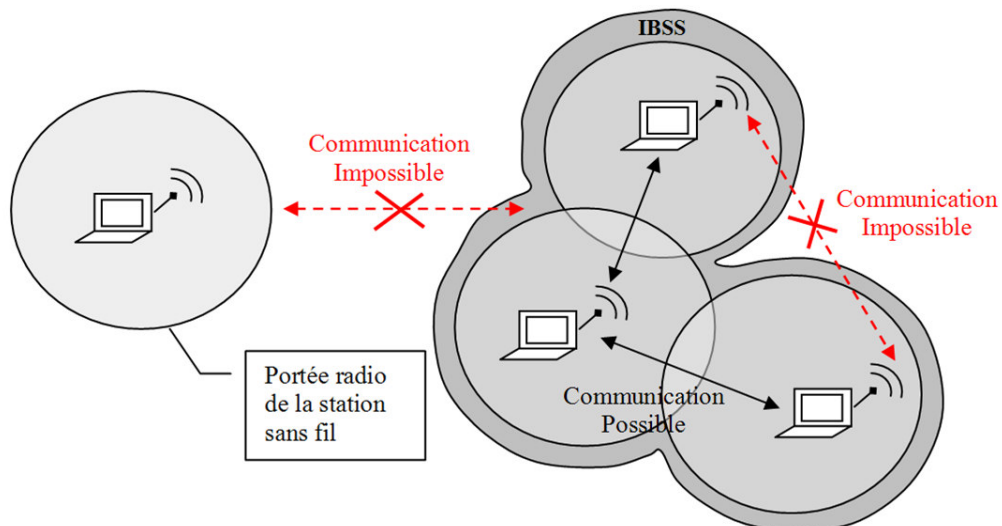 IBSS
Communication
Impossible
Communication
Impossible
Portée radio
de la station
sans fil
Communication
Possible